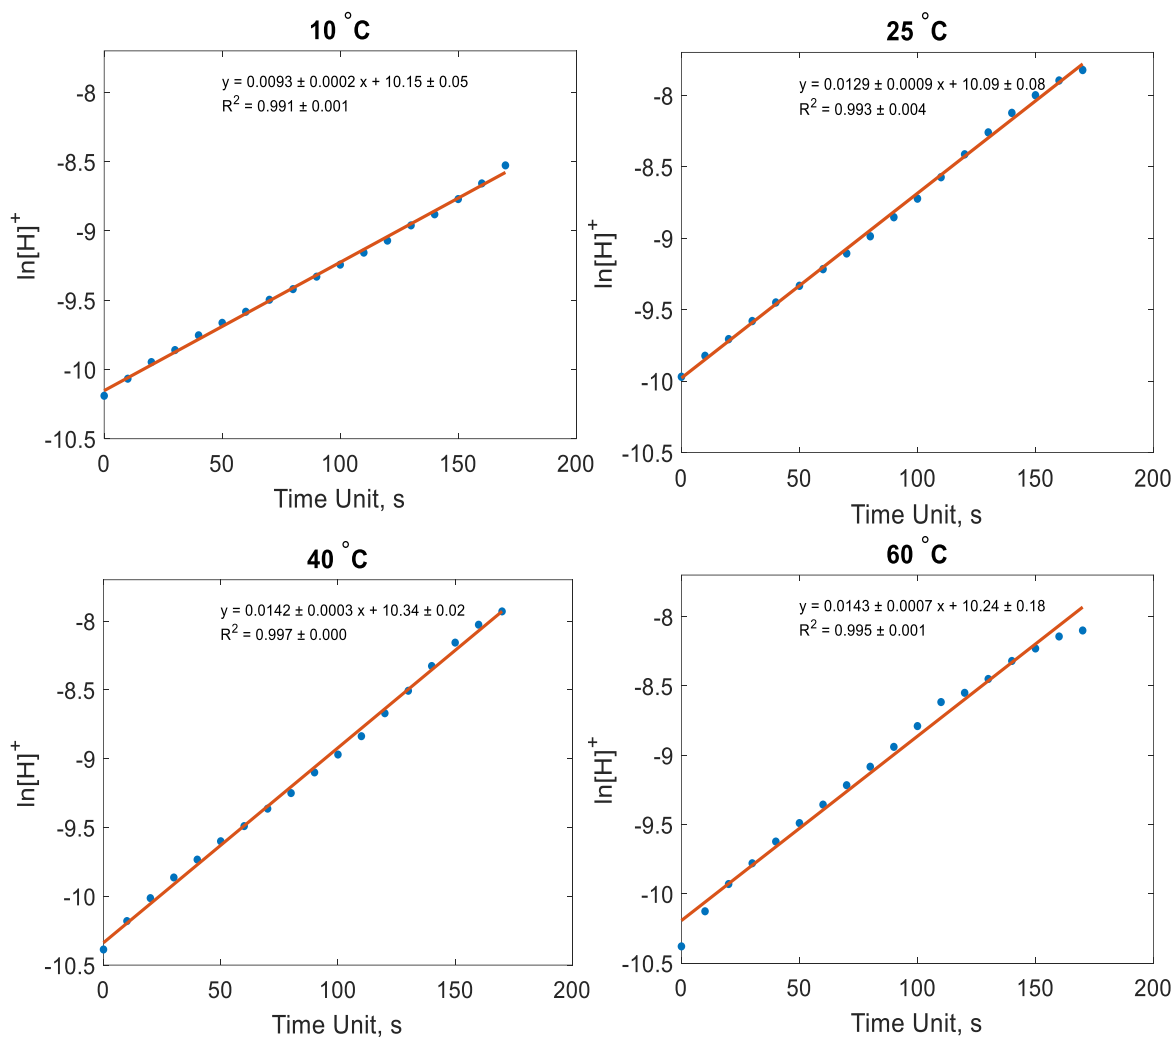 10 °C
y = 0.0093 ± 0.0002 x + 10.15 ± 0.05
R² = 0.991 ± 0.001
-8
-8.5
-9
-9.5
-10
-10.5
ln[H]⁺
0 50 100 150 200
Time Unit, s
25 °C
y = 0.0129 ± 0.0009 x + 10.09 ± 0.08
R² = 0.993 ± 0.004
-8
-8.5
-9
-9.5
-10
-10.5
ln[H]⁺
0 50 100 150 200
Time Unit, s
40 °C
y = 0.0142 ± 0.0003 x + 10.34 ± 0.02
R² = 0.997 ± 0.000
-8
-8.5
-9
-9.5
-10
-10.5
ln[H]⁺
0 50 100 150 200
Time Unit, s
60 °C
y = 0.0143 ± 0.0007 x + 10.24 ± 0.18
R² = 0.995 ± 0.001
-8
-8.5
-9
-9.5
-10
-10.5
ln[H]⁺
0 50 100 150 200
Time Unit, s